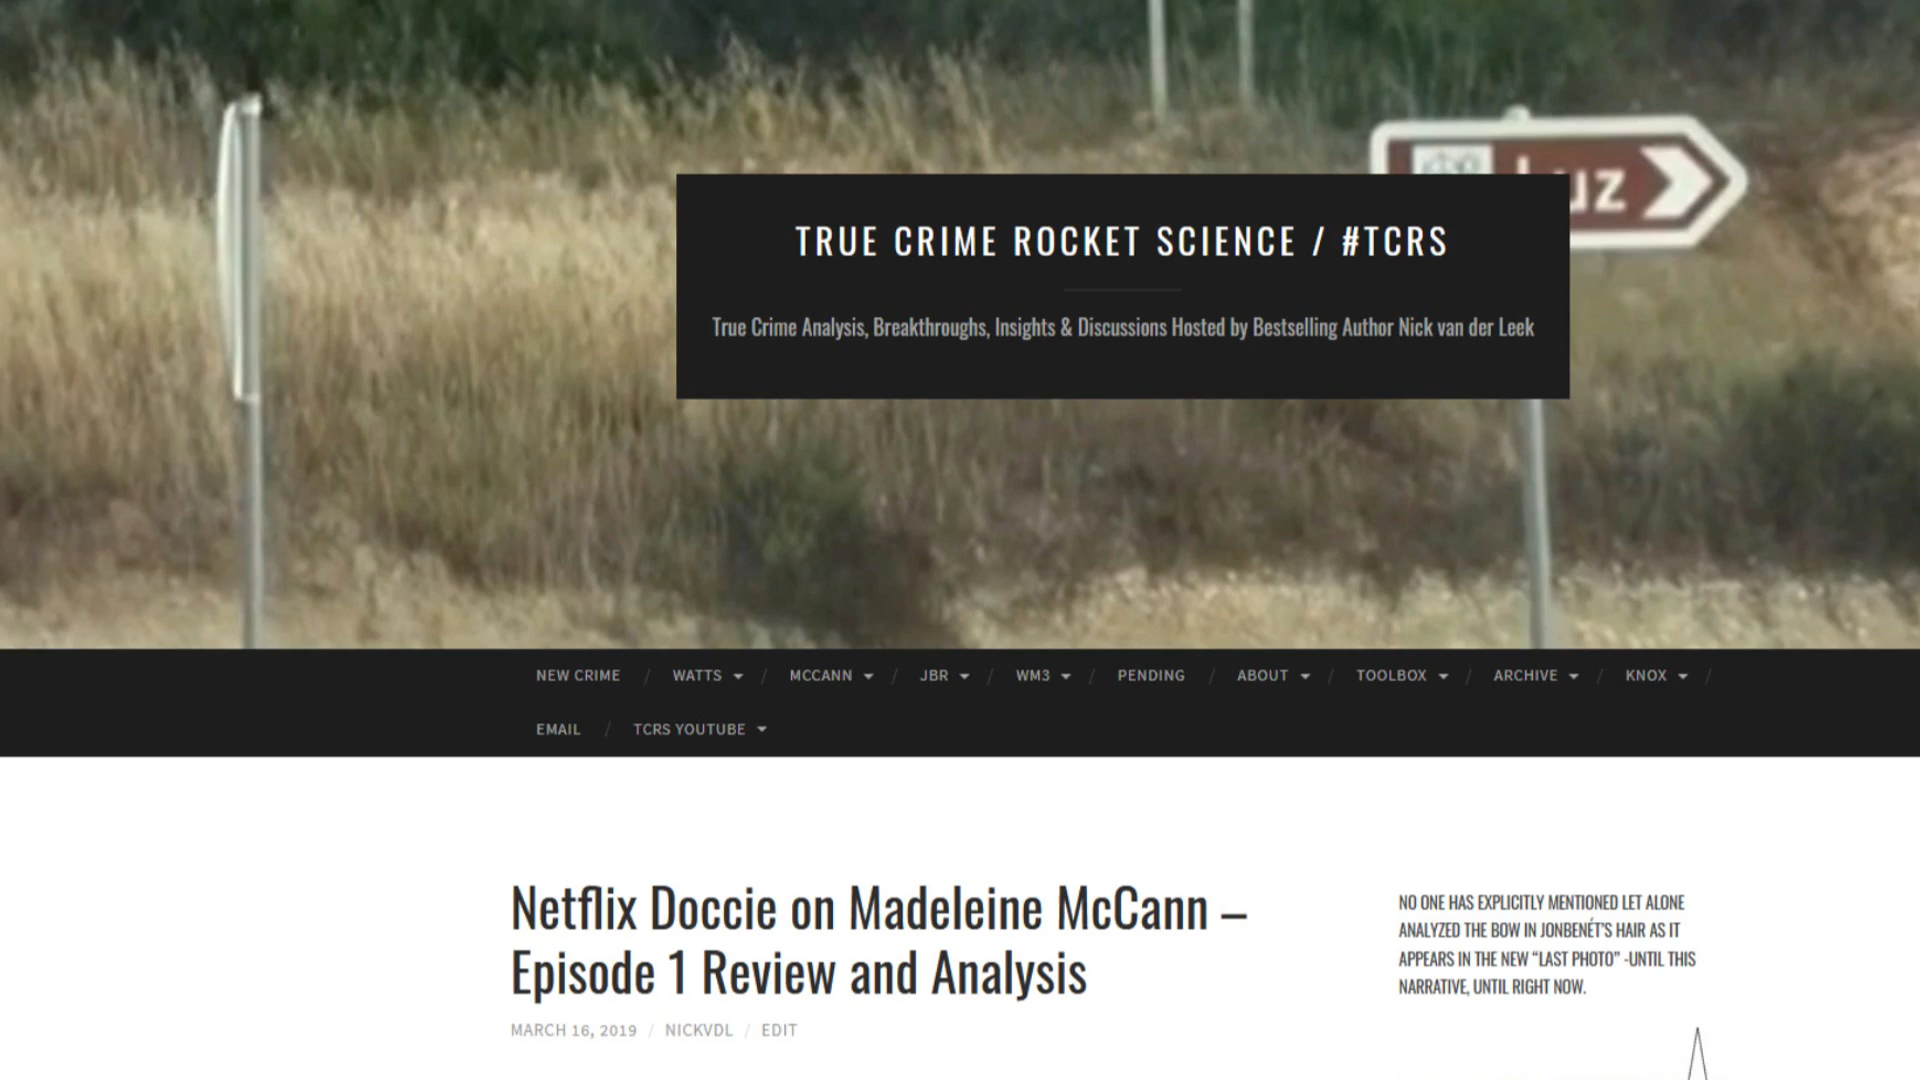 uz
TRUE CRIME ROCKET SCIENCE / #TCRS
True Crime Analysis, Breakthroughs, Insights & Discussions Hosted by Bestselling Author Nick van der Leek
NEW CRIME / WATTS / MCCANN / JBR / WM3 / PENDING / ABOUT / TOOLBOX / ARCHIVE / KNOX /
EMAIL / TCRS YOUTUBE
Netflix Doccie on Madeleine McCann –
Episode 1 Review and Analysis
MARCH 16, 2019 / NICKVDL / EDIT
NO ONE HAS EXPLICITLY MENTIONED LET ALONE
ANALYZED THE BOW IN JONBENÉT'S HAIR AS IT
APPEARS IN THE NEW “LAST PHOTO” -UNTIL THIS
NARRATIVE, UNTIL RIGHT NOW.